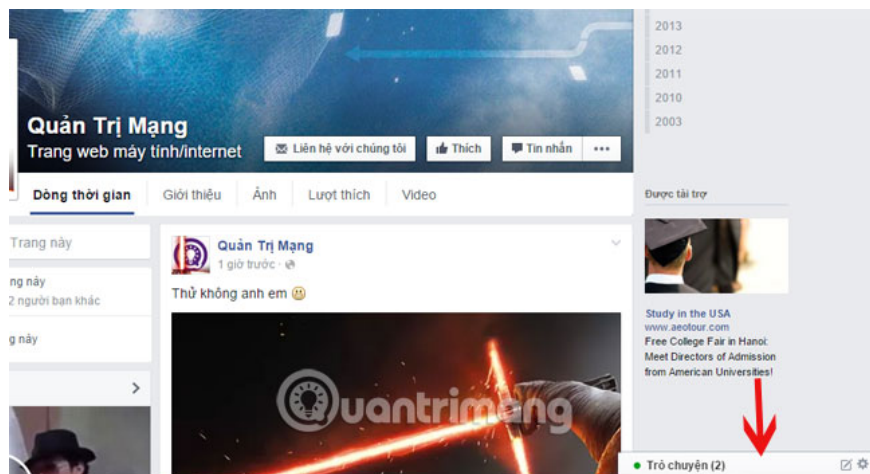 Quản Trị Mạng
Trang web máy tính/internet
Liên hệ với chúng tôi
Thích
Tin nhắn
Dòng thời gian
Giới thiệu
Ảnh
Lượt thích
Video
Trang này
ng này
2 người bạn khác
g này
Quản Trị Mạng
1 giờ trước ·
Thử không anh em
Quantrimang
2013
2012
2011
2010
2003
Được tài trợ
Study in the USA
www.aeotour.com
Free College Fair in Hanoi:
Meet Directors of Admission
from American Universities!
Trò chuyện (2)